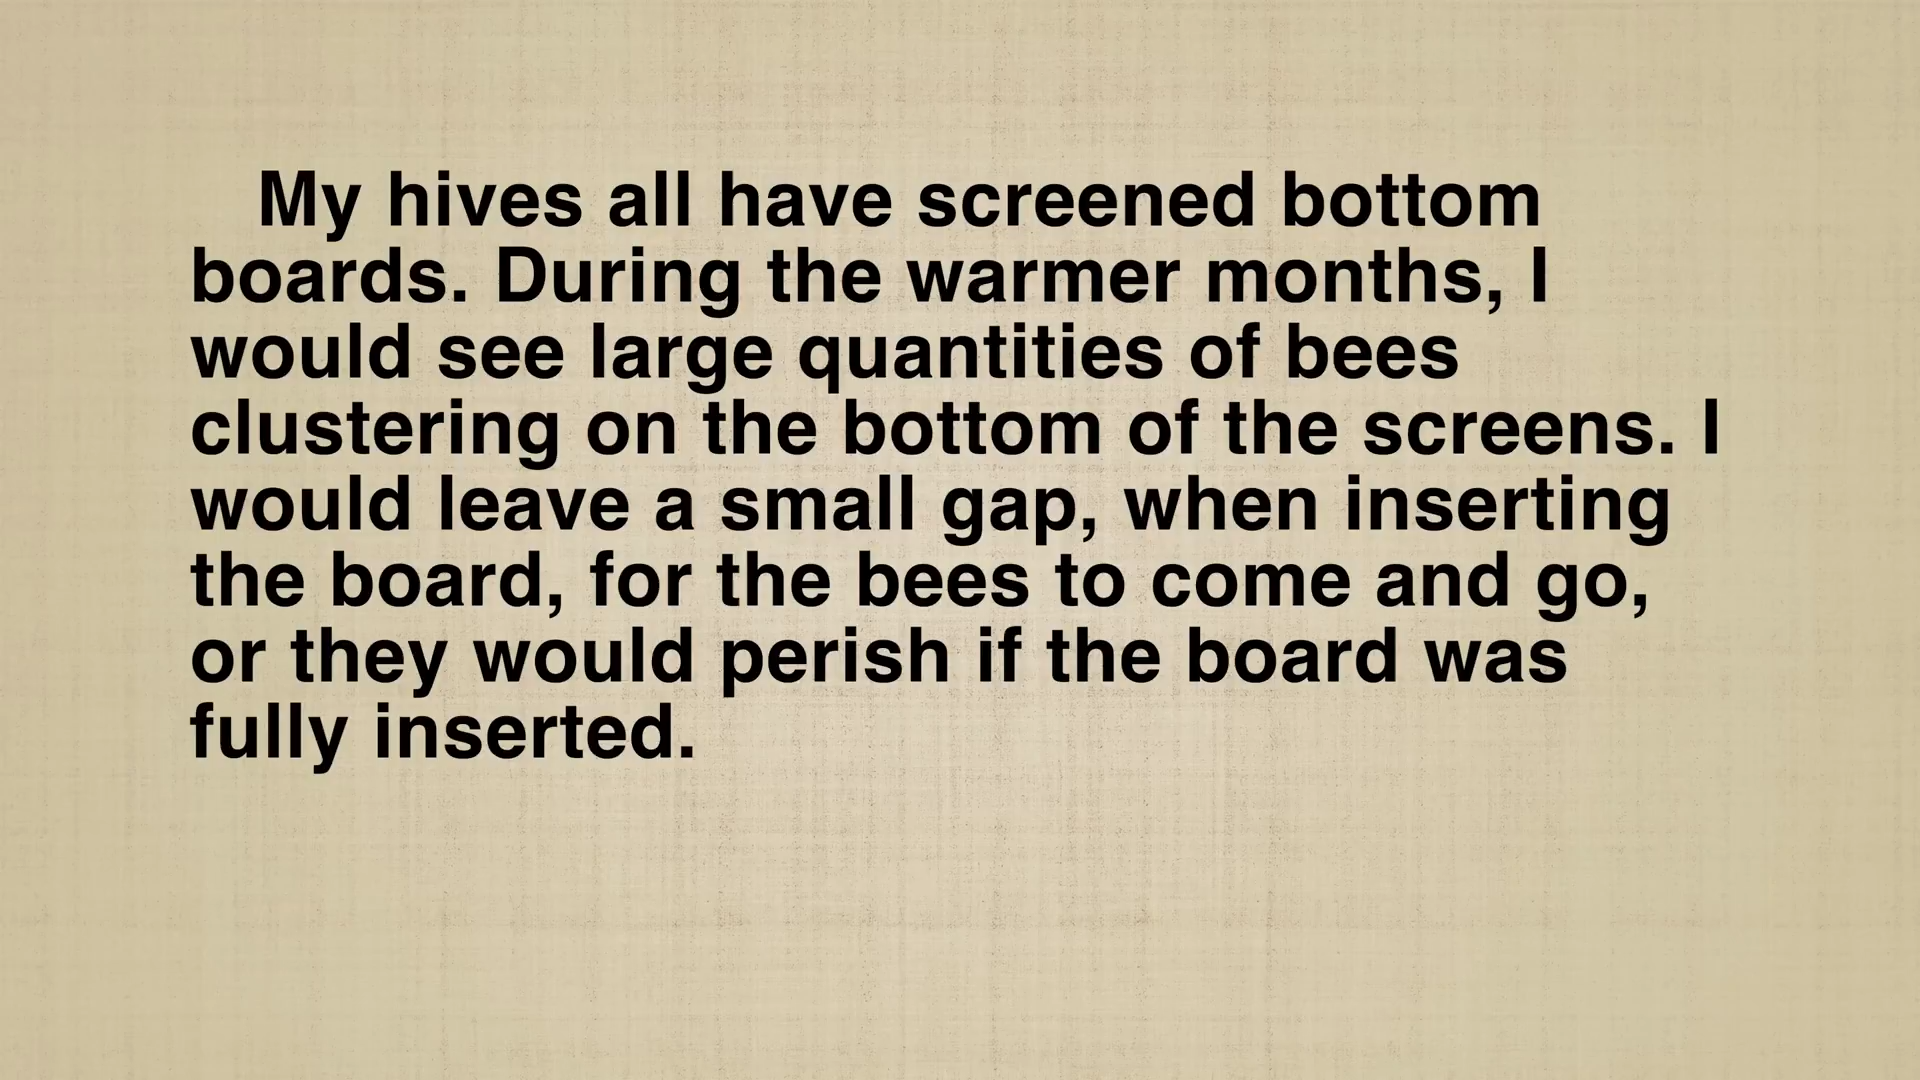 My hives all have screened bottom
boards. During the warmer months, I
would see large quantities of bees
clustering on the bottom of the screens. I
would leave a small gap, when inserting
the board, for the bees to come and go,
or they would perish if the board was
fully inserted.